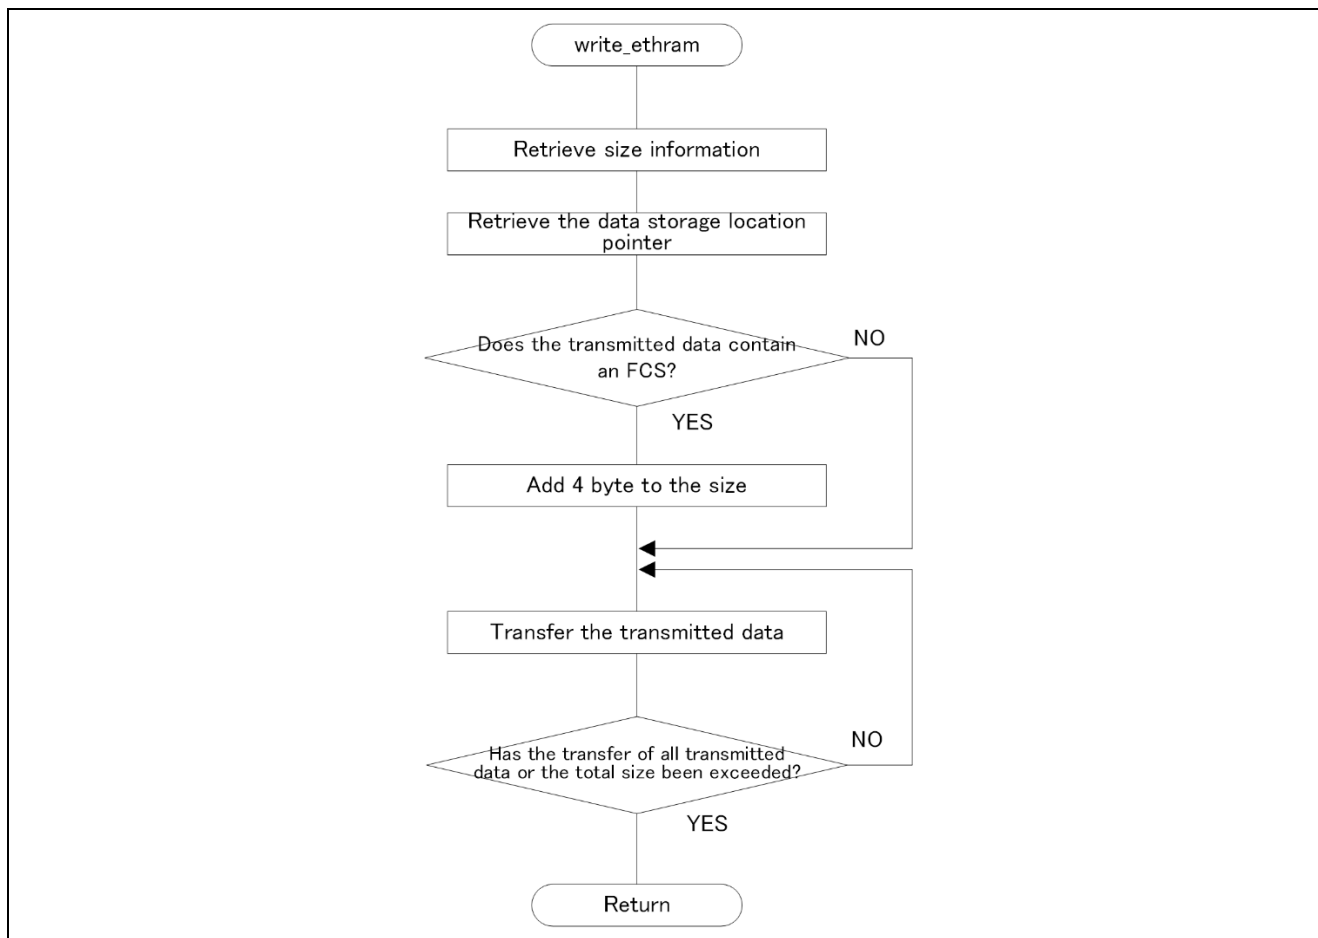 write_ethram
Retrieve size information
Retrieve the data storage location
pointer
Does the transmitted data contain
an FCS?
NO
YES
Add 4 byte to the size
Transfer the transmitted data
Has the transfer of all transmitted
data or the total size been exceeded?
NO
YES
Return